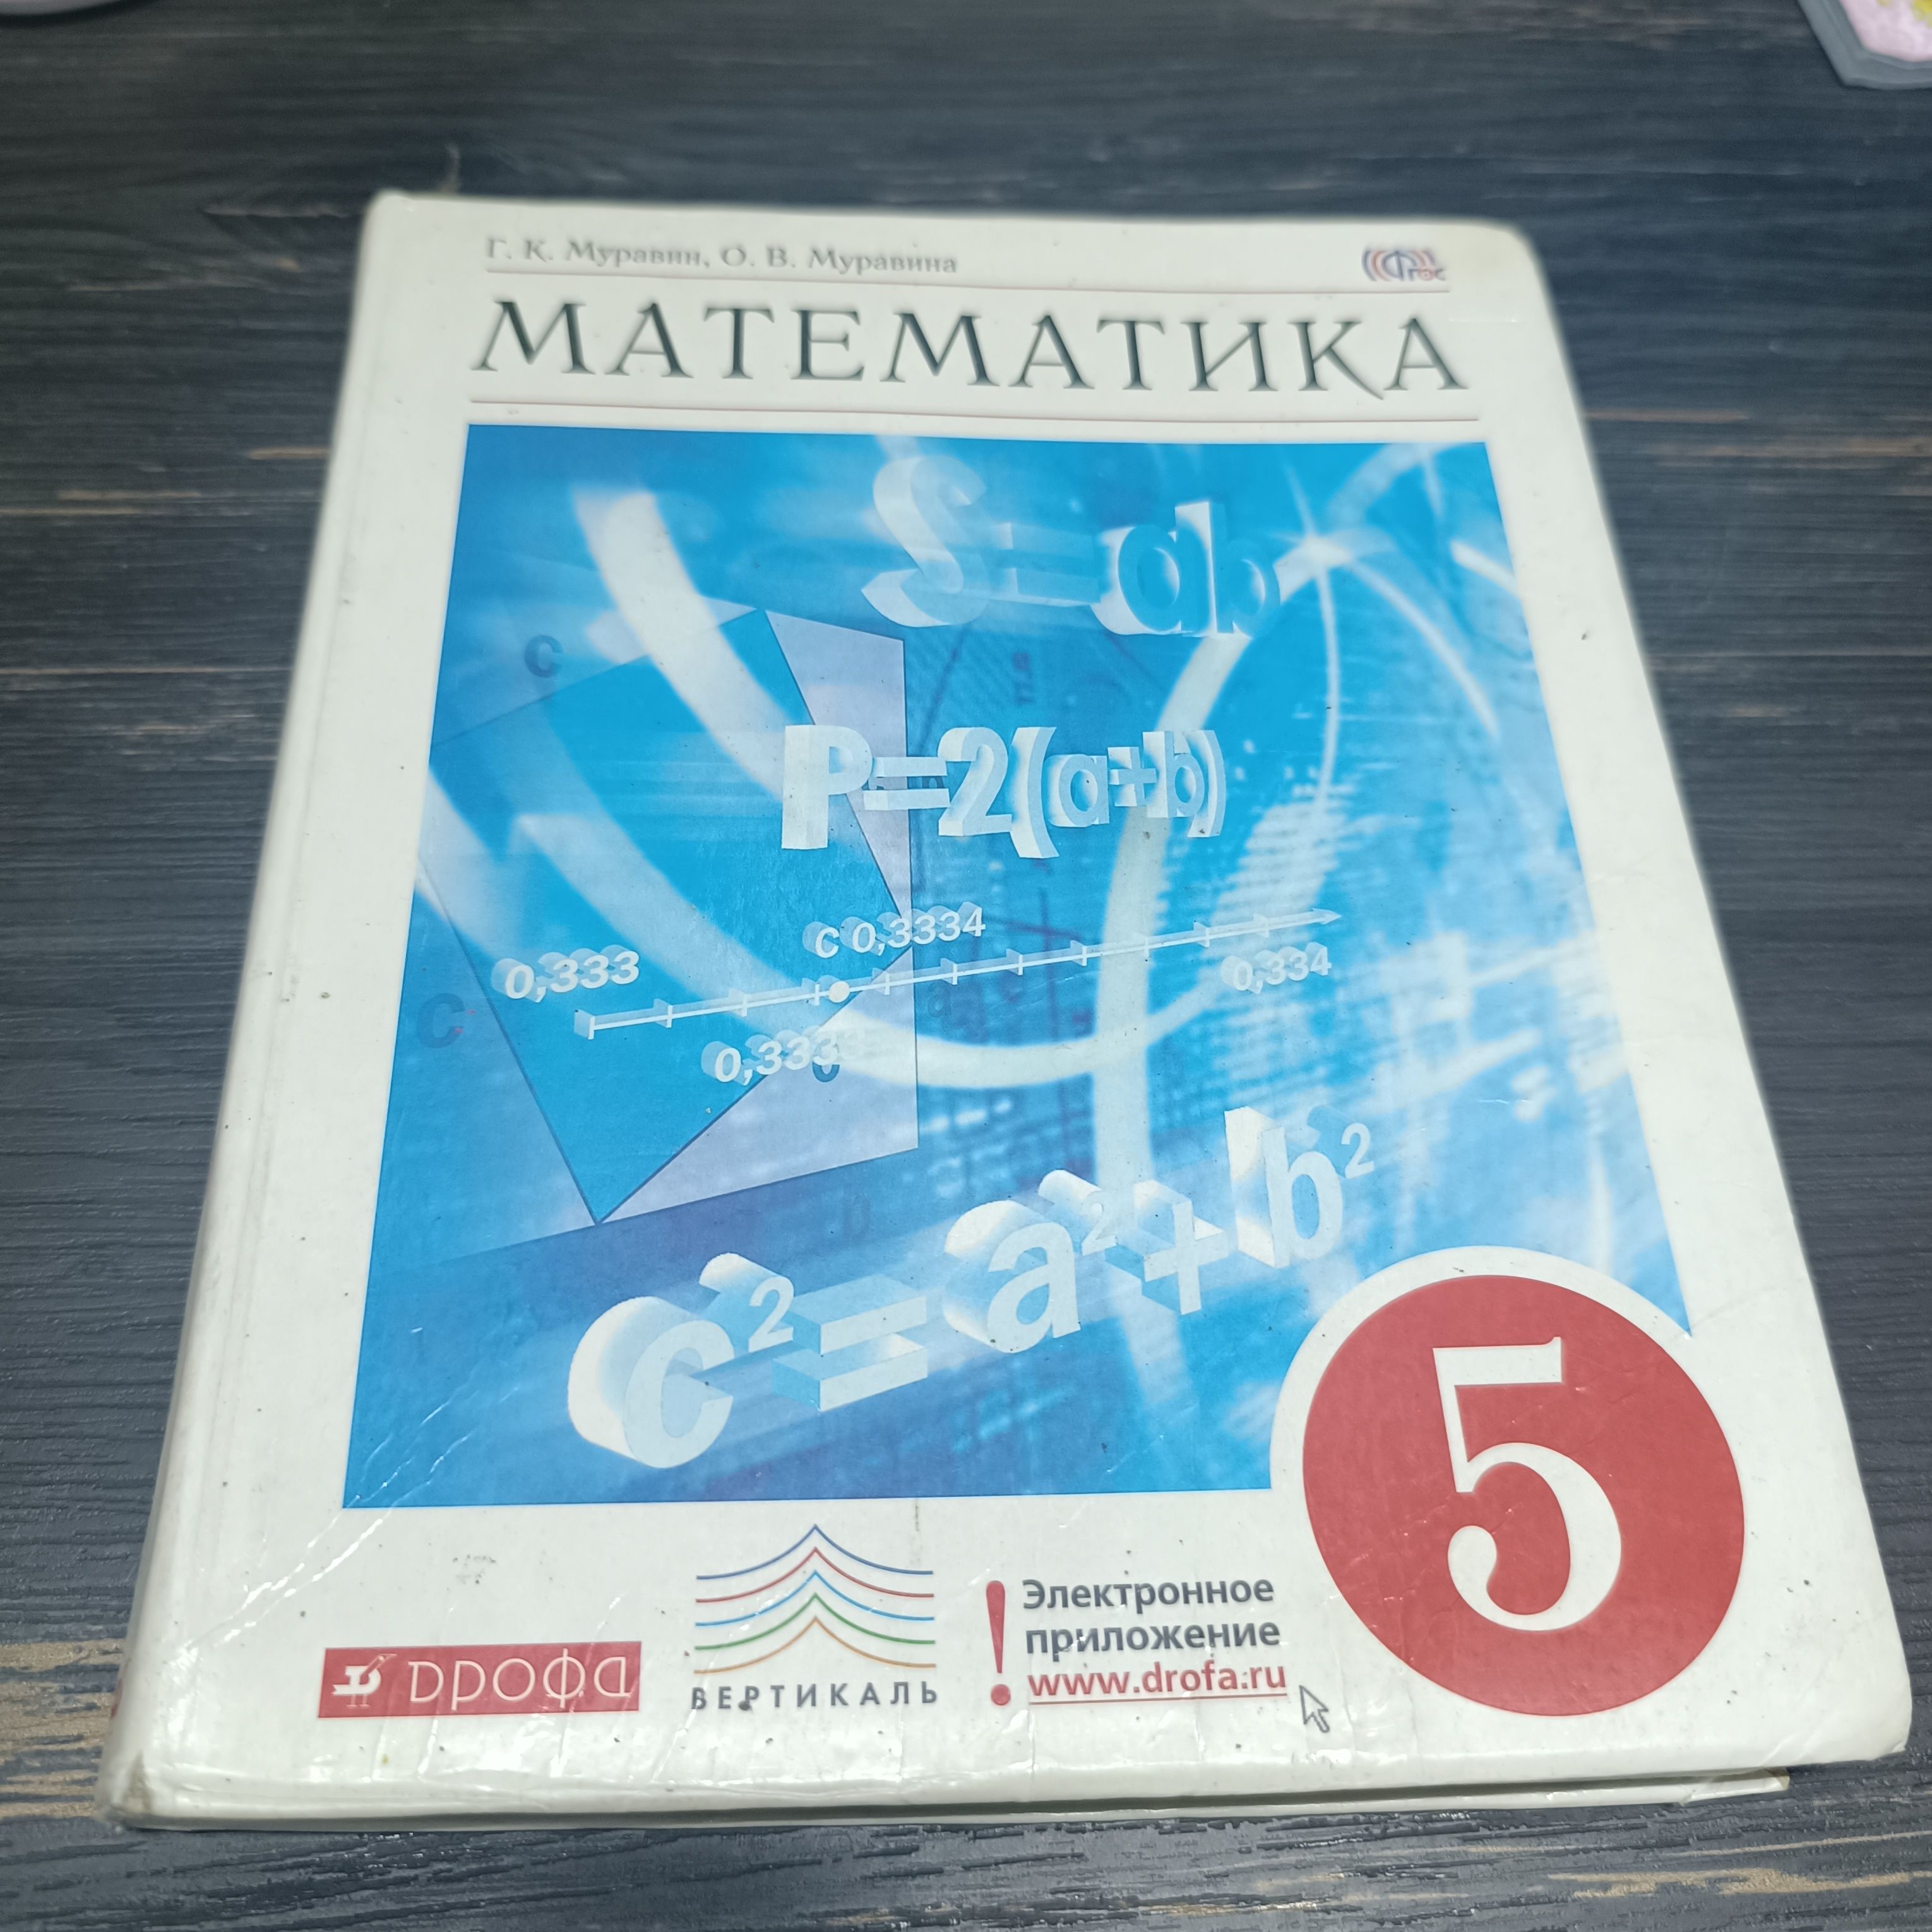 Г. К. Муравин, О. В. Муравина
ФГОС
МАТЕМАТИКА
S=ab
c
P=2(a+b)
c 0,3334
0,333
0,334
c
0,333
c²=a²+b²
5
дрофа
ВЕРТИКАЛЬ
! Электронное
приложение
www.drofa.ru